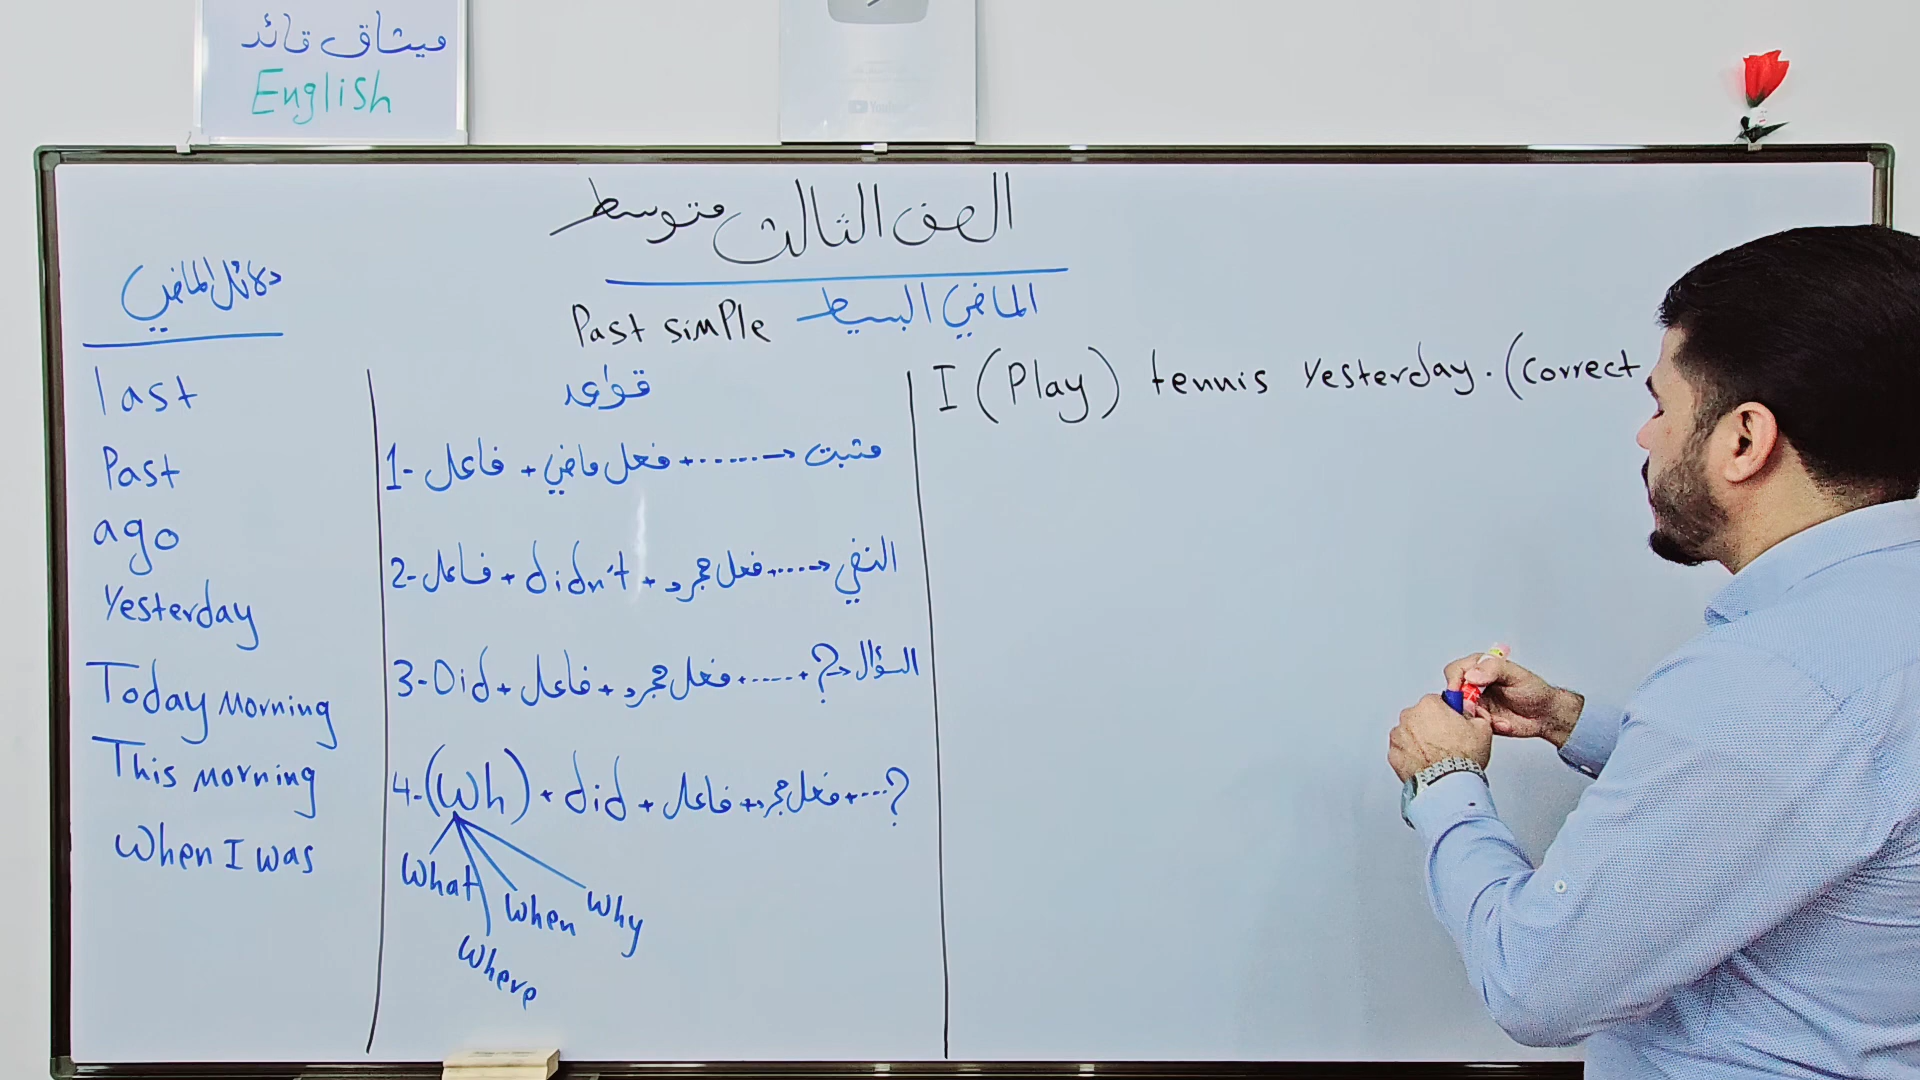 ميثاق قائد
English
YouTube
الصف الثالث متوسط
Past simple الماضي البسيط
دلائل الماضي
last
Past
ago
Yesterday
Today Morning
This morning
When I was
قواعد
1- فاعل + فعل ماضي + ...... → مثبت
2- فاعل + didn't + فعل مجرد + .... → النفي
3- Did + فاعل + فعل مجرد + ..... + ? → السؤال
4- (Wh) + did + فاعل + فعل مجرد + ... ?
What
When
Why
Where
I (Play) tennis Yesterday. (Correct